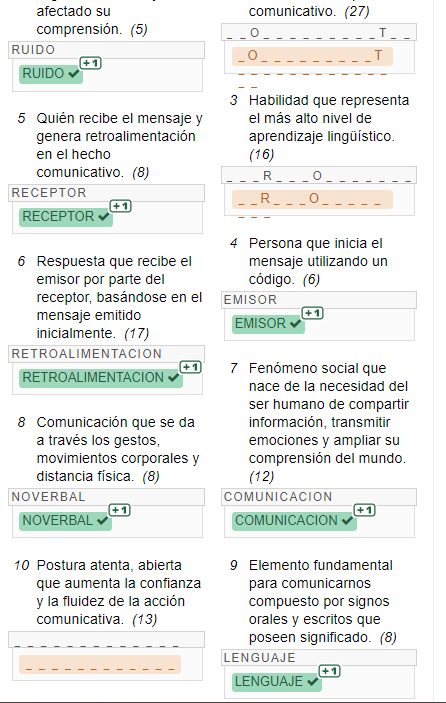 afectado su
comprensión. (5)
RUIDO
RUIDO ✔ +1
5 Quién recibe el mensaje y
genera retroalimentación
en el hecho
comunicativo. (8)
RECEPTOR
RECEPTOR ✔ +1
6 Respuesta que recibe el
emisor por parte del
receptor, basándose en el
mensaje emitido
inicialmente. (17)
RETROALIMENTACION
RETROALIMENTACION ✔ +1
8 Comunicación que se da
a través los gestos,
movimientos corporales y
distancia física. (8)
NOVERBAL
NOVERBAL ✔ +1
10 Postura atenta, abierta
que aumenta la confianza
y la fluidez de la acción
comunicativa. (13)
_ _ _ _ _ _ _ _ _ _ _ _ _
_ _ _ _ _ _ _ _ _ _ _ _ _
comunicativo. (27)
_ _ O _ _ _ _ _ _ _ _ _ T _ _
_ O _ _ _ _ _ _ _ _ _ T
_ _ _ _ _ _ _ _ _ _ _ _
3 Habilidad que representa
el más alto nivel de
aprendizaje lingüístico.
(16)
_ _ _ R _ _ _ O _ _ _ _ _ _ _
_ _ R _ _ _ O _ _ _ _ _
_ _ _
4 Persona que inicia el
mensaje utilizando un
código. (6)
EMISOR
EMISOR ✔ +1
7 Fenómeno social que
nace de la necesidad del
ser humano de compartir
información, transmitir
emociones y ampliar su
comprensión del mundo.
(12)
COMUNICACION
COMUNICACION ✔ +1
9 Elemento fundamental
para comunicarnos
compuesto por signos
orales y escritos que
poseen significado. (8)
LENGUAJE
LENGUAJE ✔ +1